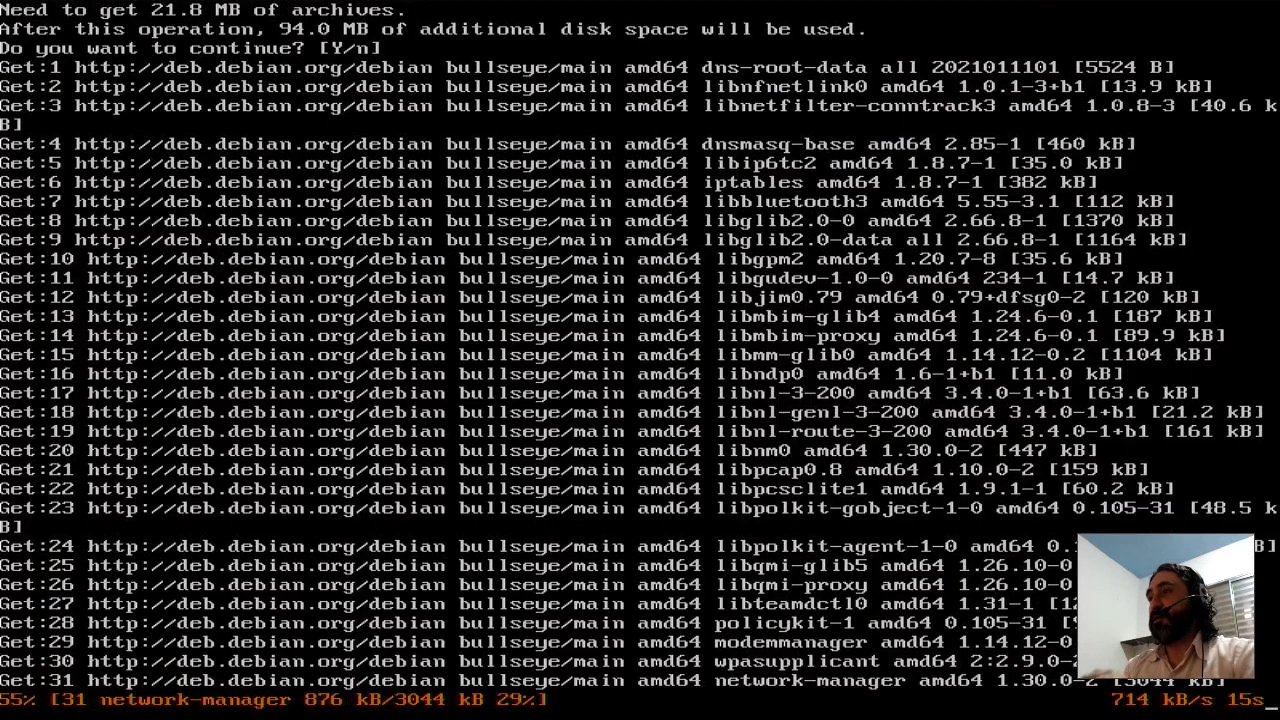 Need to get 21.8 MB of archives.
After this operation, 94.0 MB of additional disk space will be used.
Do you want to continue? [Y/n]
Get:1 http://deb.debian.org/debian bullseye/main amd64 dns-root-data all 2021011101 [5524 B]
Get:2 http://deb.debian.org/debian bullseye/main amd64 libnfnetlink0 amd64 1.0.1-3+b1 [13.9 kB]
Get:3 http://deb.debian.org/debian bullseye/main amd64 libnetfilter-conntrack3 amd64 1.0.8-3 [40.6 k
B]
Get:4 http://deb.debian.org/debian bullseye/main amd64 dnsmasq-base amd64 2.85-1 [460 kB]
Get:5 http://deb.debian.org/debian bullseye/main amd64 libip6tc2 amd64 1.8.7-1 [35.0 kB]
Get:6 http://deb.debian.org/debian bullseye/main amd64 iptables amd64 1.8.7-1 [382 kB]
Get:7 http://deb.debian.org/debian bullseye/main amd64 libbluetooth3 amd64 5.55-3.1 [112 kB]
Get:8 http://deb.debian.org/debian bullseye/main amd64 libglib2.0-0 amd64 2.66.8-1 [1370 kB]
Get:9 http://deb.debian.org/debian bullseye/main amd64 libglib2.0-data all 2.66.8-1 [1164 kB]
Get:10 http://deb.debian.org/debian bullseye/main amd64 libgpm2 amd64 1.20.7-8 [35.6 kB]
Get:11 http://deb.debian.org/debian bullseye/main amd64 libgudev-1.0-0 amd64 234-1 [14.7 kB]
Get:12 http://deb.debian.org/debian bullseye/main amd64 libjim0.79 amd64 0.79+dfsg0-2 [120 kB]
Get:13 http://deb.debian.org/debian bullseye/main amd64 libmbim-glib4 amd64 1.24.6-0.1 [187 kB]
Get:14 http://deb.debian.org/debian bullseye/main amd64 libmbim-proxy amd64 1.24.6-0.1 [89.9 kB]
Get:15 http://deb.debian.org/debian bullseye/main amd64 libmm-glib0 amd64 1.14.12-0.2 [1104 kB]
Get:16 http://deb.debian.org/debian bullseye/main amd64 libndp0 amd64 1.6-1+b1 [11.0 kB]
Get:17 http://deb.debian.org/debian bullseye/main amd64 libnl-3-200 amd64 3.4.0-1+b1 [63.6 kB]
Get:18 http://deb.debian.org/debian bullseye/main amd64 libnl-genl-3-200 amd64 3.4.0-1+b1 [21.2 kB]
Get:19 http://deb.debian.org/debian bullseye/main amd64 libnl-route-3-200 amd64 3.4.0-1+b1 [161 kB]
Get:20 http://deb.debian.org/debian bullseye/main amd64 libnm0 amd64 1.30.0-2 [447 kB]
Get:21 http://deb.debian.org/debian bullseye/main amd64 libpcap0.8 amd64 1.10.0-2 [159 kB]
Get:22 http://deb.debian.org/debian bullseye/main amd64 libpcsclite1 amd64 1.9.1-1 [60.2 kB]
Get:23 http://deb.debian.org/debian bullseye/main amd64 libpolkit-gobject-1-0 amd64 0.105-31 [48.5 k
B]
Get:24 http://deb.debian.org/debian bullseye/main amd64 libpolkit-agent-1-0 amd64 0. B]
Get:25 http://deb.debian.org/debian bullseye/main amd64 libqmi-glib5 amd64 1.26.10-0
Get:26 http://deb.debian.org/debian bullseye/main amd64 libqmi-proxy amd64 1.26.10-0
Get:27 http://deb.debian.org/debian bullseye/main amd64 libteamdctl0 amd64 1.31-1 [12
Get:28 http://deb.debian.org/debian bullseye/main amd64 policykit-1 amd64 0.105-31 [
Get:29 http://deb.debian.org/debian bullseye/main amd64 modemmanager amd64 1.14.12-0
Get:30 http://deb.debian.org/debian bullseye/main amd64 wpasupplicant amd64 2:2.9.0-2
Get:31 http://deb.debian.org/debian bullseye/main amd64 network-manager amd64 1.30.0-2 [3044 kB]
55% [31 network-manager 876 kB/3044 kB 29%] 714 kB/s 15s_